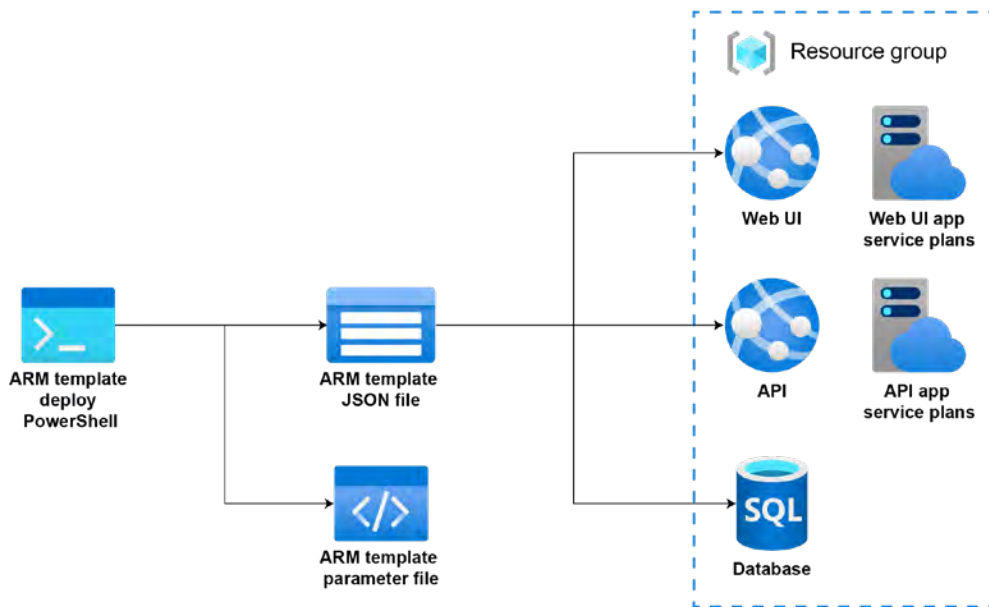 Resource group
Web UI
Web UI app
service plans
ARM template
deploy
PowerShell
ARM template
JSON file
API
API app
service plans
ARM template
parameter file
SQL
Database